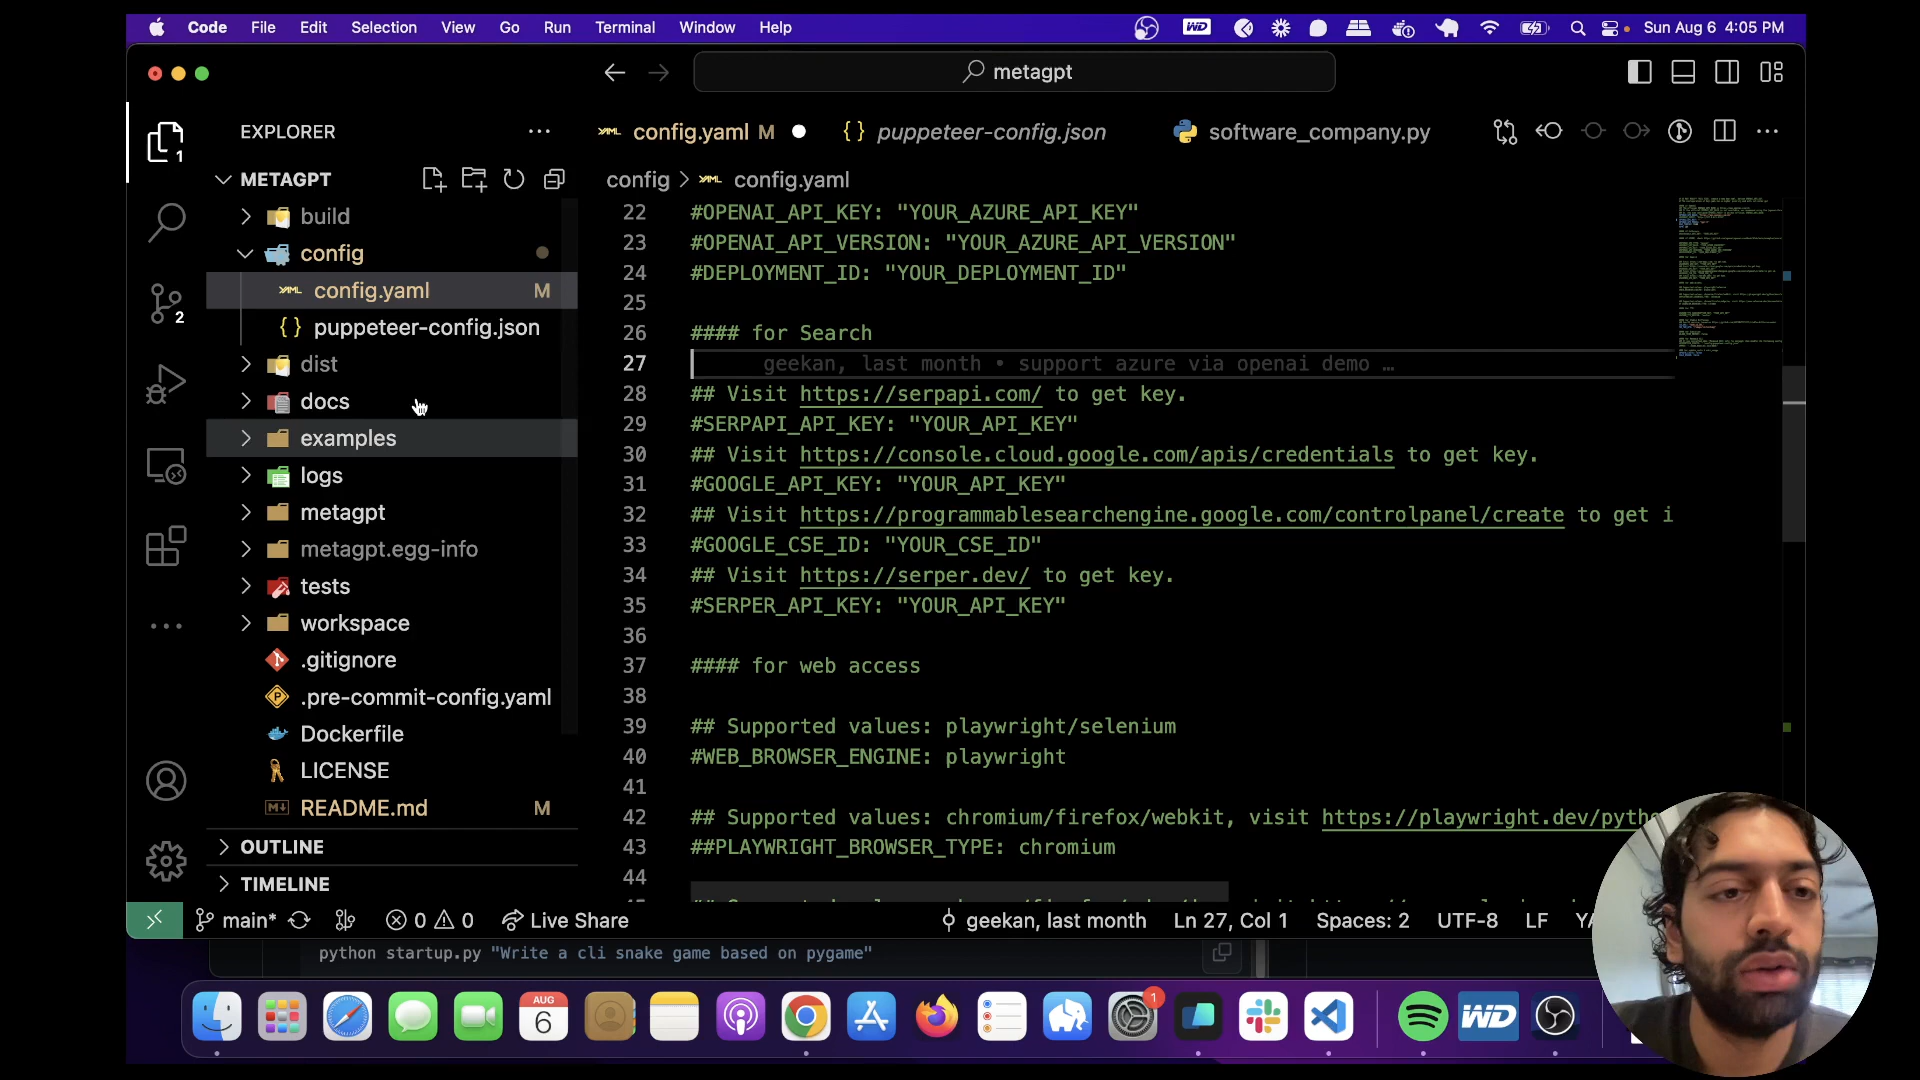 Code File Edit Selection View Go Run Terminal Window Help WD Sun Aug 6 4:05 PM
metagpt
EXPLORER
config.yaml M
{} puppeteer-config.json
software_company.py
METAGPT
config > config.yaml
build
config
config.yaml M
{} puppeteer-config.json
dist
docs
examples
logs
metagpt
metagpt.egg-info
tests
workspace
.gitignore
.pre-commit-config.yaml
Dockerfile
LICENSE
README.md M
OUTLINE
TIMELINE
1
2
22 #OPENAI_API_KEY: "YOUR_AZURE_API_KEY"
23 #OPENAI_API_VERSION: "YOUR_AZURE_API_VERSION"
24 #DEPLOYMENT_ID: "YOUR_DEPLOYMENT_ID"
25
26 #### for Search
27 geekan, last month • support azure via openai demo …
28 ## Visit https://serpapi.com/ to get key.
29 #SERPAPI_API_KEY: "YOUR_API_KEY"
30 ## Visit https://console.cloud.google.com/apis/credentials to get key.
31 #GOOGLE_API_KEY: "YOUR_API_KEY"
32 ## Visit https://programmablesearchengine.google.com/controlpanel/create to get i
33 #GOOGLE_CSE_ID: "YOUR_CSE_ID"
34 ## Visit https://serper.dev/ to get key.
35 #SERPER_API_KEY: "YOUR_API_KEY"
36
37 #### for web access
38
39 ## Supported values: playwright/selenium
40 #WEB_BROWSER_ENGINE: playwright
41
42 ## Supported values: chromium/firefox/webkit, visit https://playwright.dev/pytho
43 ##PLAYWRIGHT_BROWSER_TYPE: chromium
44
main* 0 0 Live Share geekan, last month Ln 27, Col 1 Spaces: 2 UTF-8 LF YA
python startup.py "Write a cli snake game based on pygame"
AUG
6
1
WD